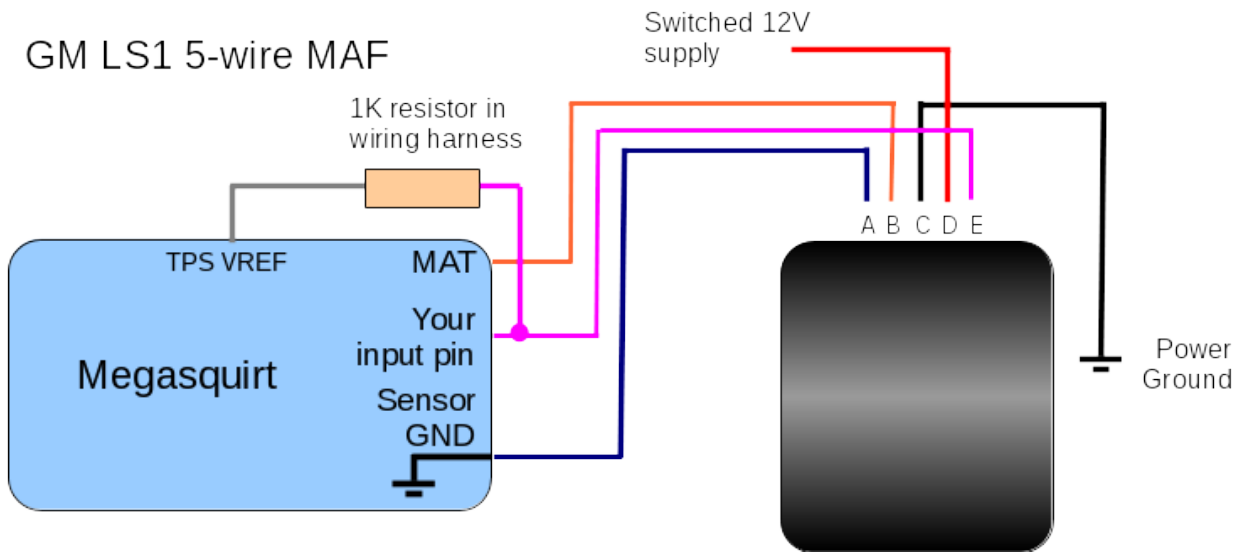 GM LS1 5-wire MAF
Switched 12V
supply
1K resistor in
wiring harness
A B C D E
TPS VREF
MAT
Your
input pin
Megasquirt
Sensor
GND
Power
Ground